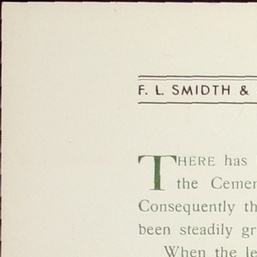 F. L. SMIDTH &
THERE has
the Cemen
Consequently th
been steadily gr
When the le